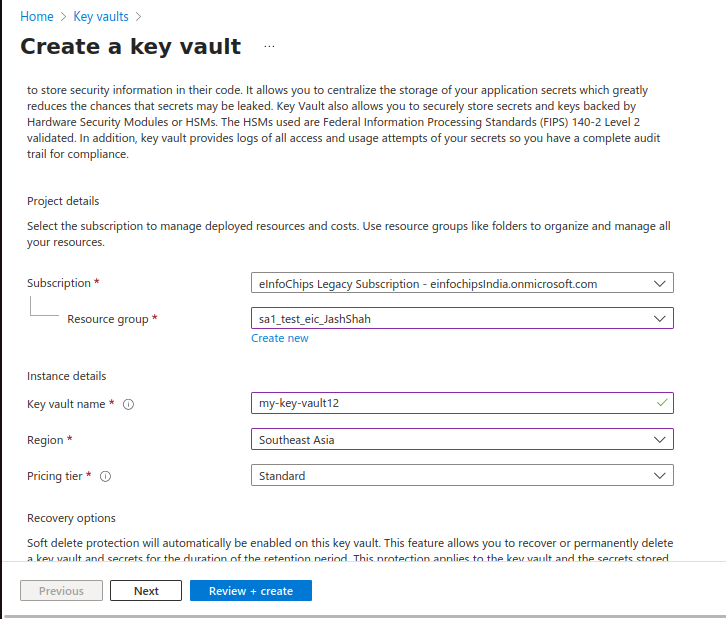 Home > Key vaults >
Create a key vault ...
to store security information in their code. It allows you to centralize the storage of your application secrets which greatly
reduces the chances that secrets may be leaked. Key Vault also allows you to securely store secrets and keys backed by
Hardware Security Modules or HSMs. The HSMs used are Federal Information Processing Standards (FIPS) 140-2 Level 2
validated. In addition, key vault provides logs of all access and usage attempts of your secrets so you have a complete audit
trail for compliance.
Project details
Select the subscription to manage deployed resources and costs. Use resource groups like folders to organize and manage all
your resources.
Subscription * eInfoChips Legacy Subscription - einfochipsIndia.onmicrosoft.com
Resource group * sa1_test_eic_JashShah
Create new
Instance details
Key vault name * my-key-vault12
Region * Southeast Asia
Pricing tier * Standard
Recovery options
Soft delete protection will automatically be enabled on this key vault. This feature allows you to recover or permanently delete
a key vault and secrets for the duration of the retention period. This protection applies to the key vault and the secrets stored
Previous Next Review + create